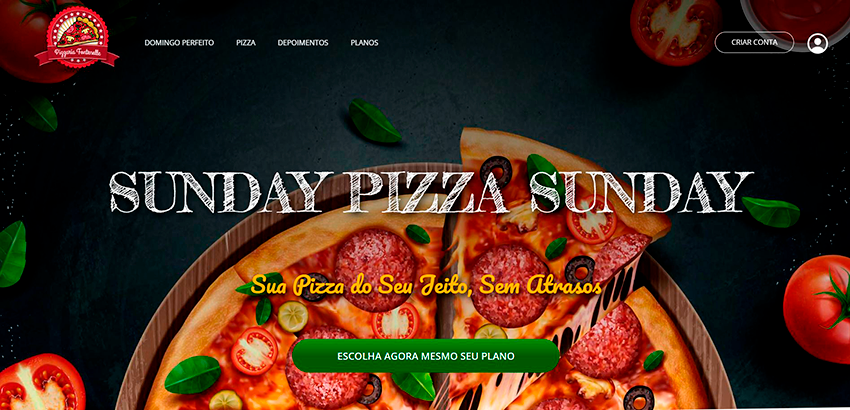 Pizzaria Fontenelle
DOMINGO PERFEITO
PIZZA
DEPOIMENTOS
PLANOS
CRIAR CONTA
SUNDAY PIZZA SUNDAY
Sua Pizza do Seu Jeito, Sem Atrasos
ESCOLHA AGORA MESMO SEU PLANO